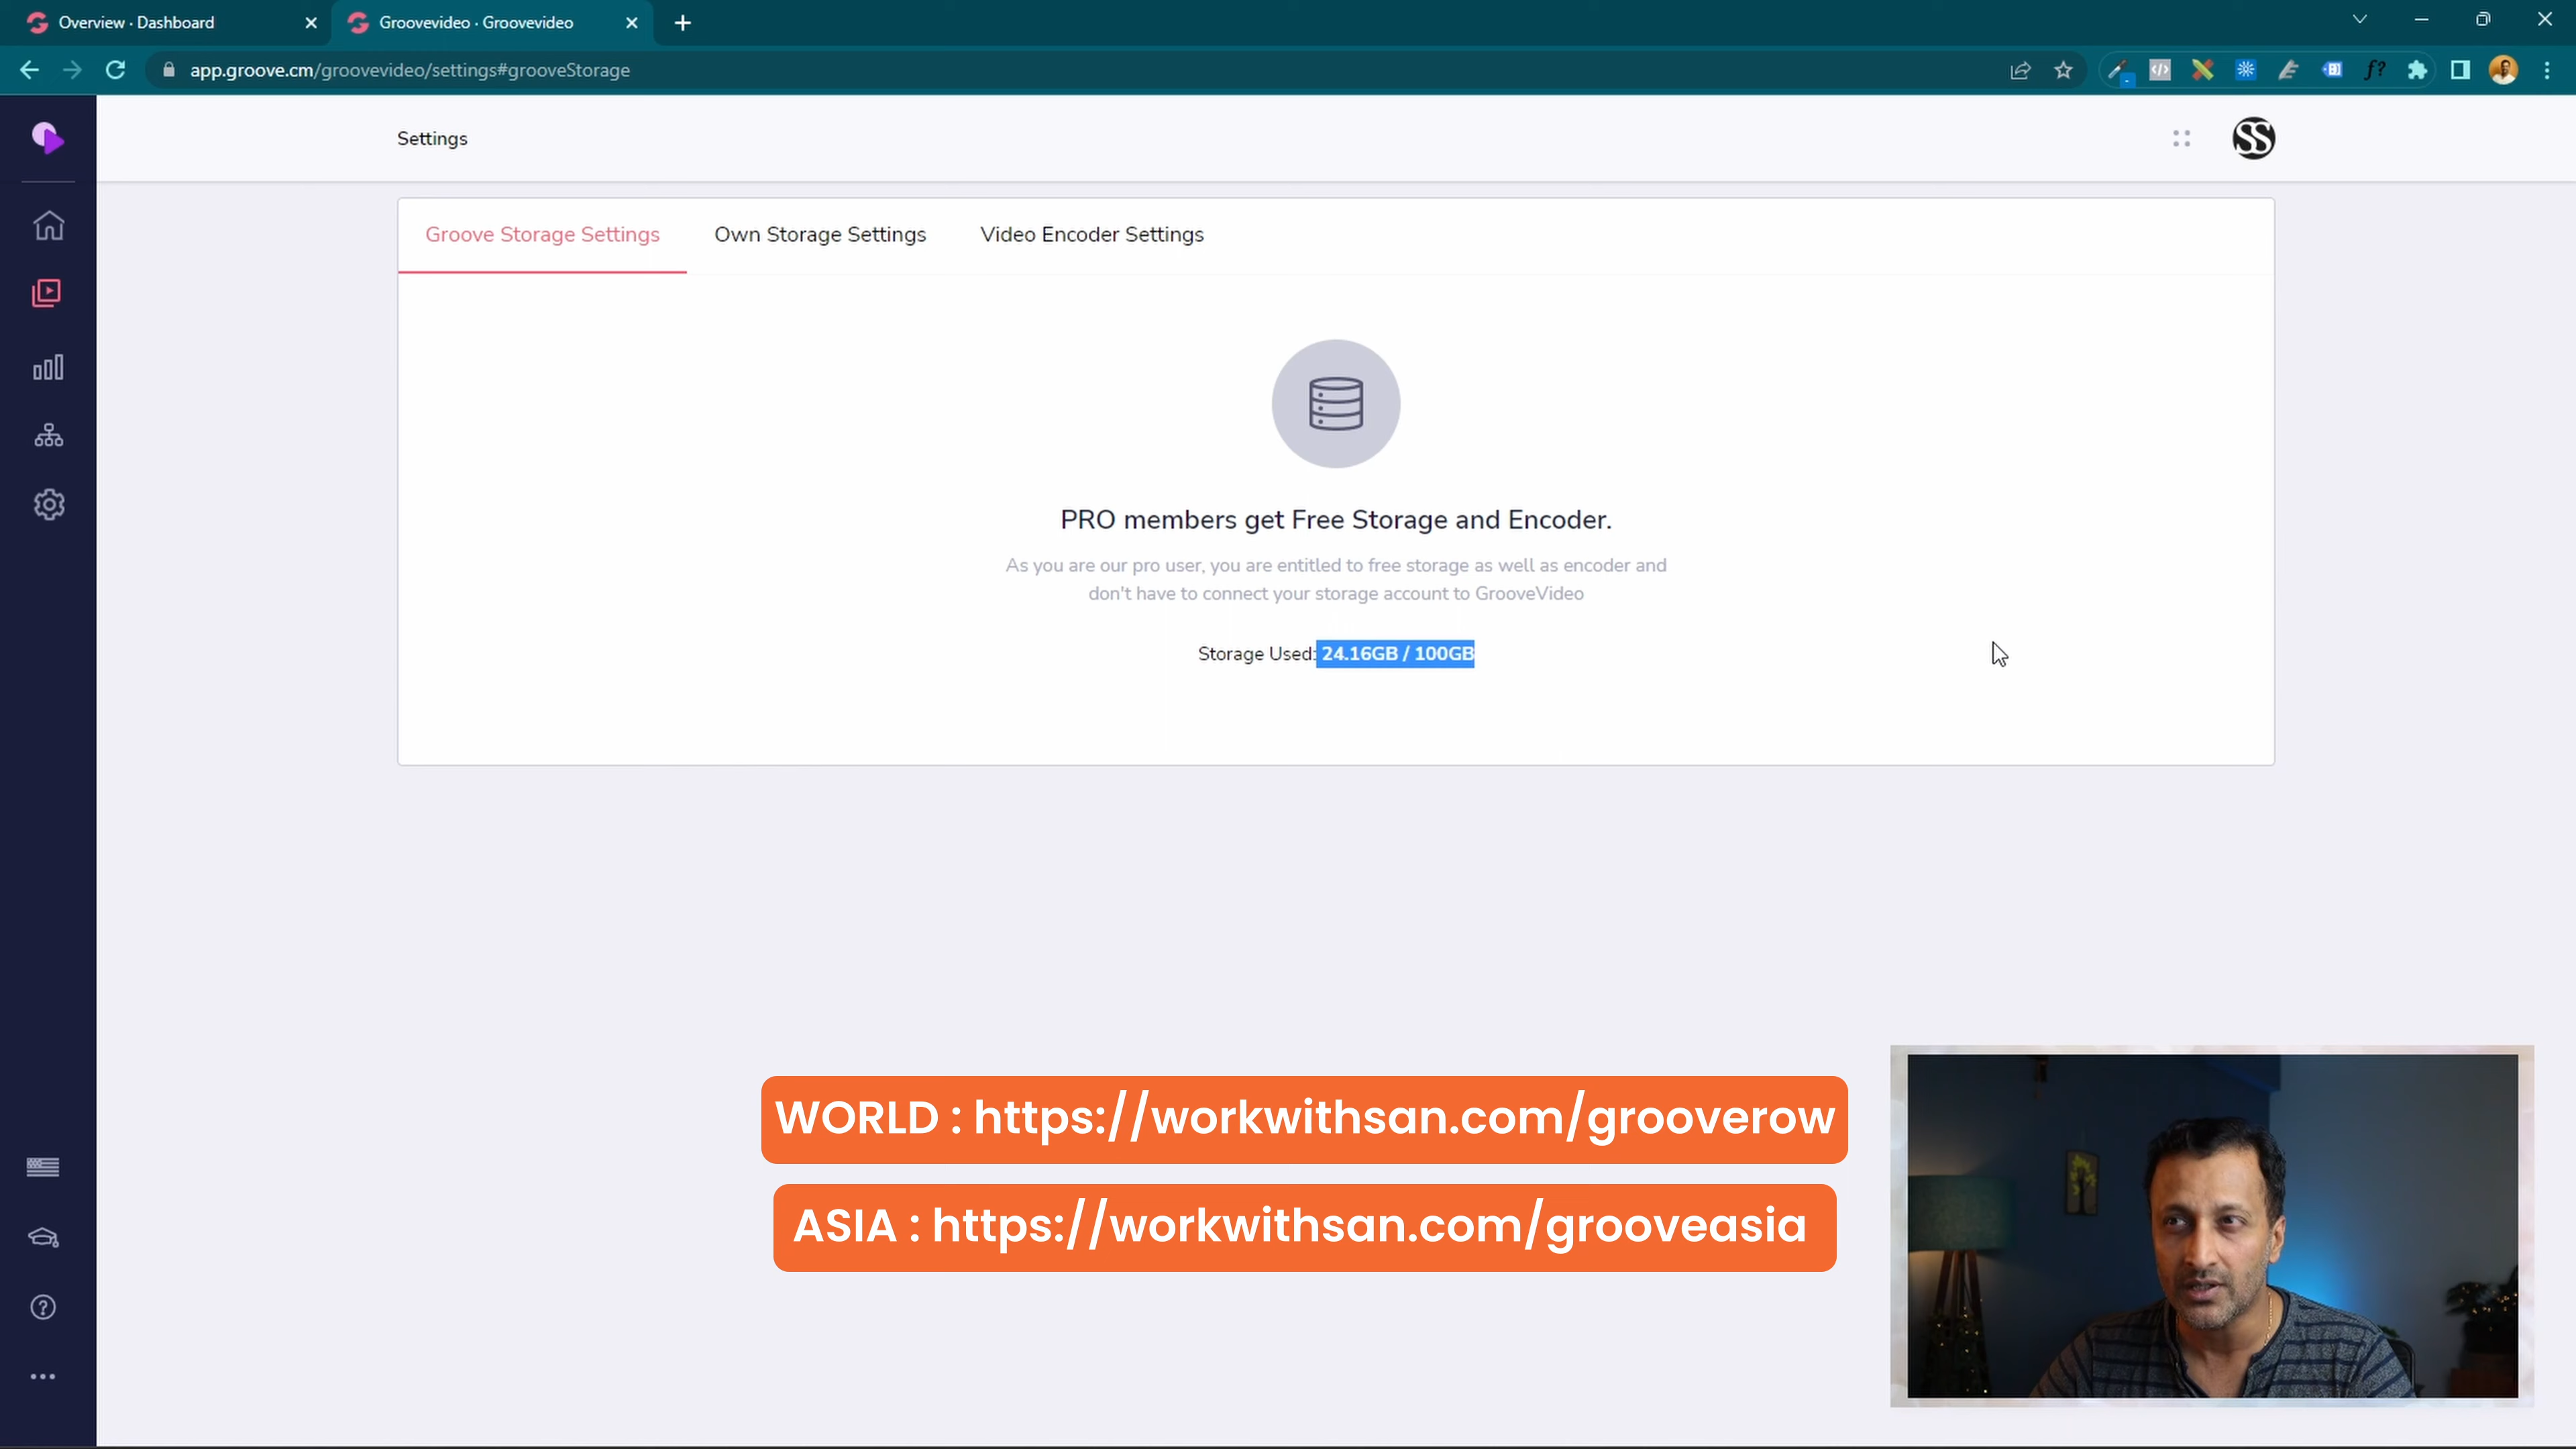 Overview · Dashboard
Groovevideo · Groovevideo
app.groove.cm/groovevideo/settings#grooveStorage
Settings
SS
Groove Storage Settings
Own Storage Settings
Video Encoder Settings
PRO members get Free Storage and Encoder.
As you are our pro user, you are entitled to free storage as well as encoder and
don't have to connect your storage account to GrooveVideo
Storage Used: 24.16GB / 100GB
WORLD : https://workwithsan.com/grooverow
ASIA : https://workwithsan.com/grooveasia